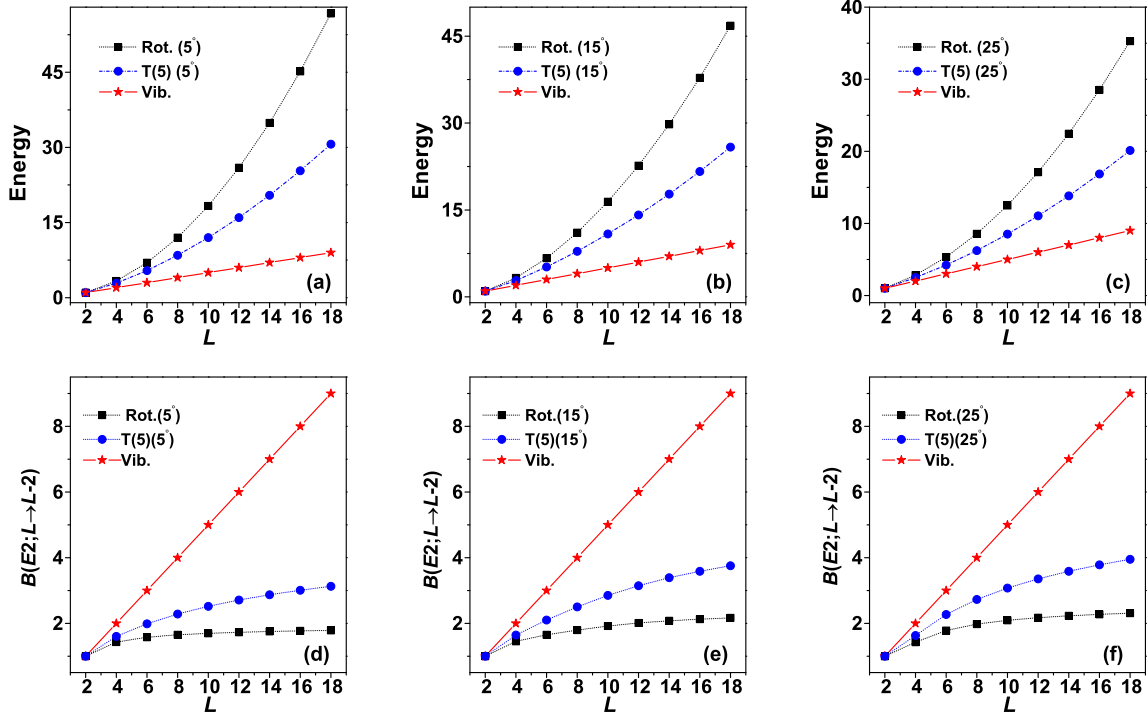 Rot. (5°)
T(5) (5°)
Vib.
45
30
15
0
Energy
2 4 6 8 10 12 14 16 18
L
(a)
Rot. (15°)
T(5) (15°)
Vib.
45
30
15
0
Energy
2 4 6 8 10 12 14 16 18
L
(b)
Rot. (25°)
T(5) (25°)
Vib.
40
30
20
10
0
Energy
2 4 6 8 10 12 14 16 18
L
(c)
Rot.(5°)
T(5)(5°)
Vib.
8
6
4
2
B(E2;L→L-2)
2 4 6 8 10 12 14 16 18
L
(d)
Rot.(15°)
T(5)(15°)
Vib.
8
6
4
2
B(E2;L→L-2)
2 4 6 8 10 12 14 16 18
L
(e)
Rot.(25°)
T(5)(25°)
Vib.
8
6
4
2
B(E2;L→L-2)
2 4 6 8 10 12 14 16 18
L
(f)